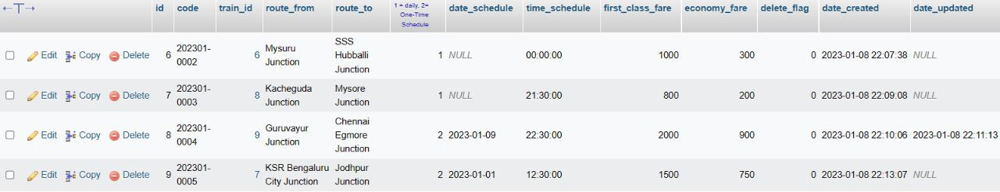 id code train_id route_from route_to 1 = daily, 2= One-Time Schedule date_schedule time_schedule first_class_fare economy_fare delete_flag date_created date_updated
Edit Copy Delete 6 202301-0002 6 Mysuru Junction SSS Hubballi Junction 1 NULL 00:00:00 1000 300 0 2023-01-08 22:07:38 NULL
Edit Copy Delete 7 202301-0003 8 Kacheguda Junction Mysore Junction 1 NULL 21:30:00 800 200 0 2023-01-08 22:09:08 NULL
Edit Copy Delete 8 202301-0004 9 Guruvayur Junction Chennai Egmore Junction 2 2023-01-09 22:30:00 2000 900 0 2023-01-08 22:10:06 2023-01-08 22:11:13
Edit Copy Delete 9 202301-0005 7 KSR Bengaluru City Junction Jodhpur Junction 2 2023-01-01 12:30:00 1500 750 0 2023-01-08 22:13:07 NULL